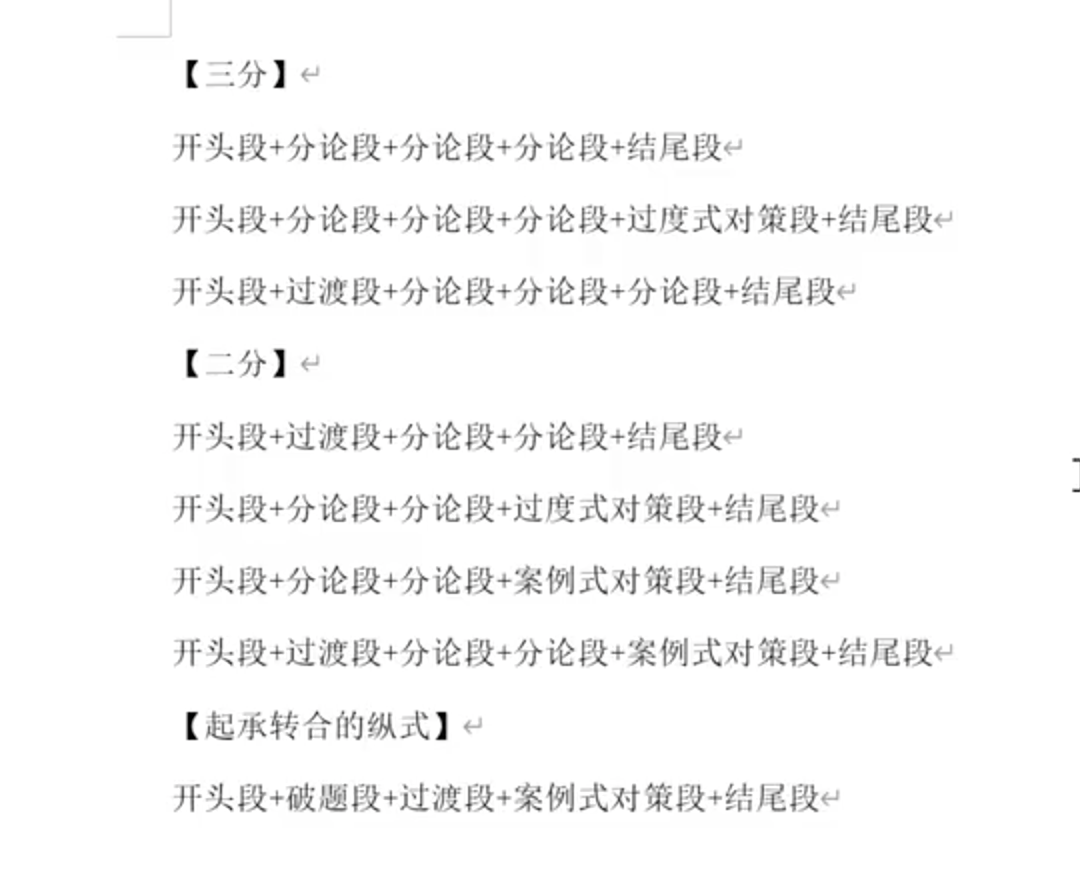 【三分】
开头段+分论段+分论段+分论段+结尾段
开头段+分论段+分论段+分论段+过度式对策段+结尾段
开头段+过渡段+分论段+分论段+分论段+结尾段
【二分】
开头段+过渡段+分论段+分论段+结尾段
开头段+分论段+分论段+过度式对策段+结尾段
开头段+分论段+分论段+案例式对策段+结尾段
开头段+过渡段+分论段+分论段+案例式对策段+结尾段
【起承转合的纵式】
开头段+破题段+过渡段+案例式对策段+结尾段